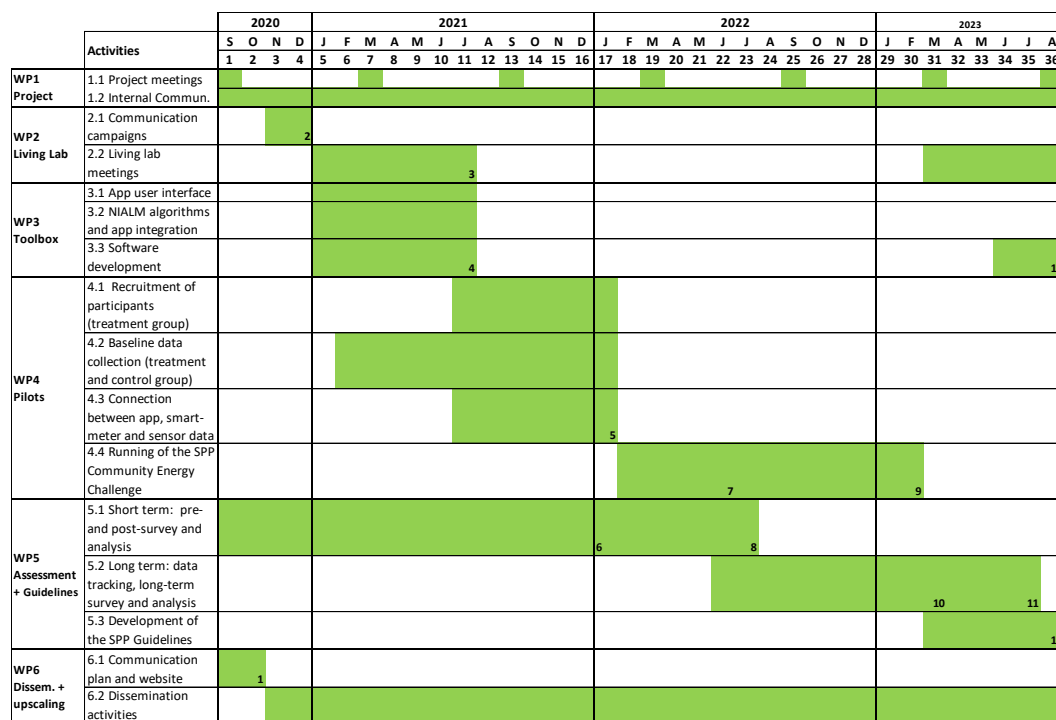 2020 2021 2022 2023
Activities
S O N D J F M A M J J A S O N D J F M A M J J A S O N D J F M A M J J A
1 2 3 4 5 6 7 8 9 10 11 12 13 14 15 16 17 18 19 20 21 22 23 24 25 26 27 28 29 30 31 32 33 34 35 36
WP1
Project
1.1 Project meetings
1.2 Internal Commun.
WP2
Living Lab
2.1 Communication
campaigns 2
2.2 Living lab
meetings 3
WP3
Toolbox
3.1 App user interface
3.2 NIALM algorithms
and app integration
3.3 Software
development 4 1
WP4
Pilots
4.1 Recruitment of
participants
(treatment group)
4.2 Baseline data
collection (treatment
and control group)
4.3 Connection
between app, smart-
meter and sensor data 5
4.4 Running of the SPP
Community Energy
Challenge 7 9
WP5
Assessment
+ Guidelines
5.1 Short term: pre-
and post-survey and
analysis 6 8
5.2 Long term: data
tracking, long-term
survey and analysis 10 11
5.3 Development of
the SPP Guidelines 1
WP6
Dissem. +
upscaling
6.1 Communication
plan and website 1
6.2 Dissemination
activities